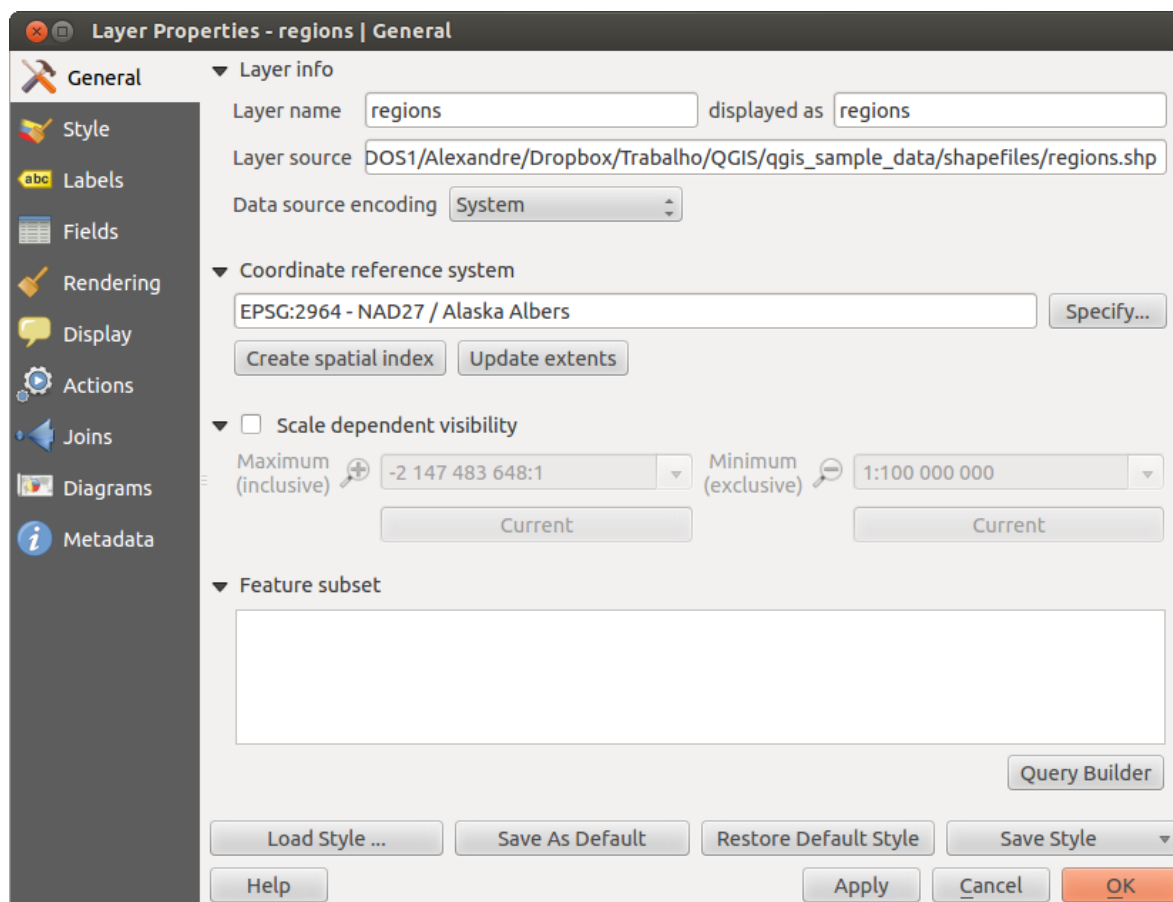 Layer Properties - regions | General
General
Style
abc Labels
Fields
Rendering
Display
Actions
Joins
Diagrams
i Metadata
Layer info
Layer name regions displayed as regions
Layer source DOS1/Alexandre/Dropbox/Trabalho/QGIS/qgis_sample_data/shapefiles/regions.shp
Data source encoding System
Coordinate reference system
EPSG:2964 - NAD27 / Alaska Albers Specify...
Create spatial index Update extents
Scale dependent visibility
Maximum (inclusive) -2 147 483 648:1 Minimum (exclusive) 1:100 000 000
Current Current
Feature subset
Query Builder
Load Style ... Save As Default Restore Default Style Save Style
Help Apply Cancel OK